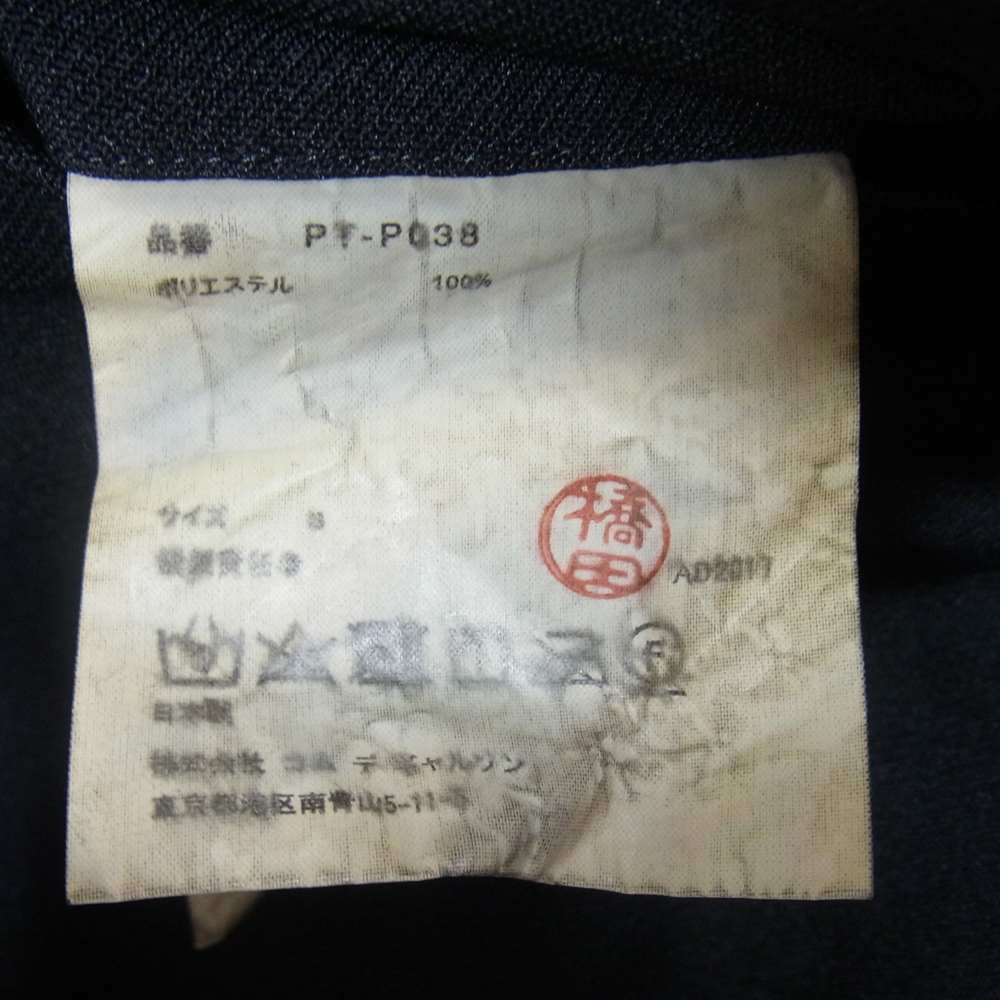 品番 PT-P038
ポリエステル 100%
サイズ S
橋田
AD2017
日本製
株式会社 コム デ ギャルソン
東京都港区南青山5-11-5